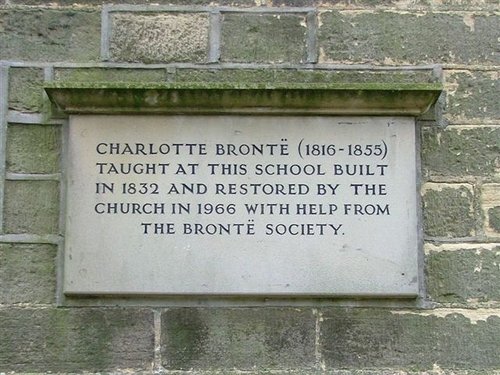 CHARLOTTE BRONTË (1816-1855)
TAUGHT AT THIS SCHOOL BUILT
IN 1832 AND RESTORED BY THE
CHURCH IN 1966 WITH HELP FROM
THE BRONTË SOCIETY.